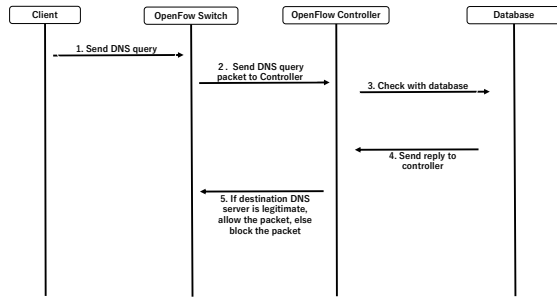 Client
OpenFow Switch
OpenFlow Controller
Database
1. Send DNS query
2. Send DNS query
packet to Controller
3. Check with database
4. Send reply to
controller
5. If destination DNS
server is legitimate,
allow the packet, else
block the packet